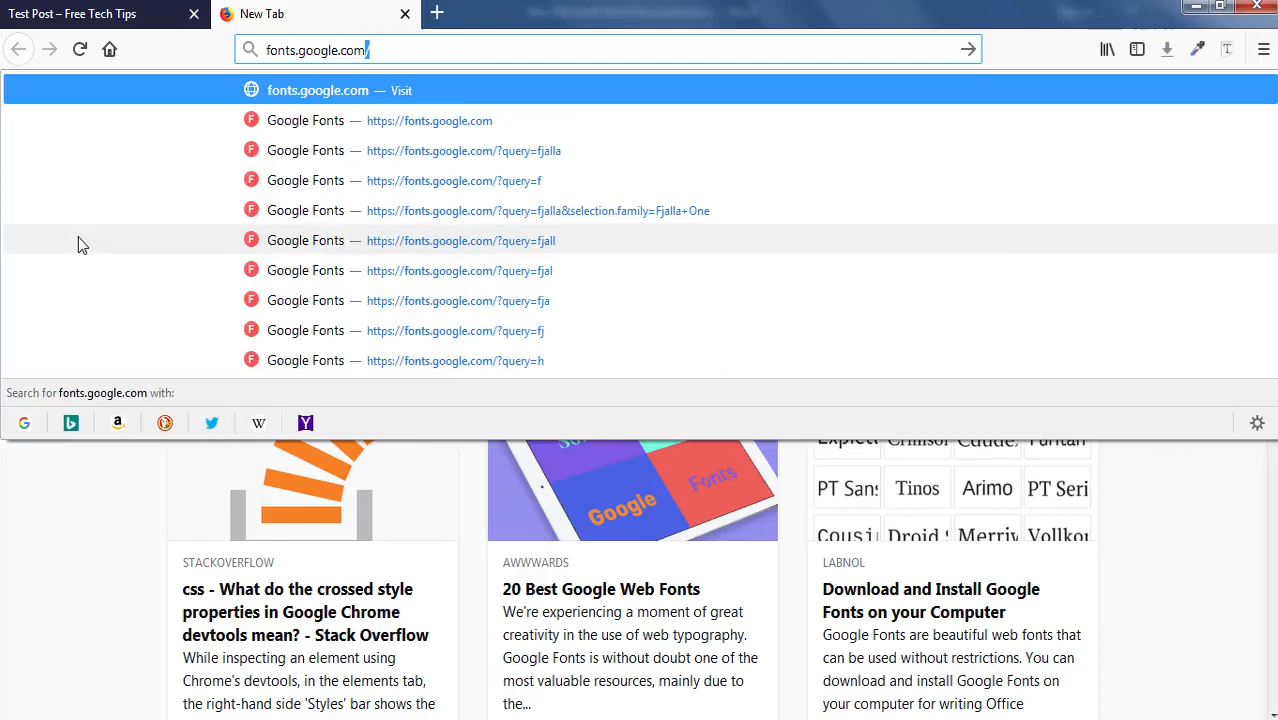 Test Post – Free Tech Tips
New Tab
fonts.google.com/
fonts.google.com — Visit
Google Fonts — https://fonts.google.com
Google Fonts — https://fonts.google.com/?query=fjalla
Google Fonts — https://fonts.google.com/?query=f
Google Fonts — https://fonts.google.com/?query=fjalla&selection.family=Fjalla+One
Google Fonts — https://fonts.google.com/?query=fjall
Google Fonts — https://fonts.google.com/?query=fjal
Google Fonts — https://fonts.google.com/?query=fja
Google Fonts — https://fonts.google.com/?query=fj
Google Fonts — https://fonts.google.com/?query=h
Search for fonts.google.com with:
Google
Fonts
PT Sans Tinos Arimo PT Seri
Cousi Droid Merriw Vollkor
STACKOVERFLOW
css - What do the crossed style
properties in Google Chrome
devtools mean? - Stack Overflow
While inspecting an element using
Chrome's devtools, in the elements tab,
the right-hand side 'Styles' bar shows the
AWWWARDS
20 Best Google Web Fonts
We're experiencing a moment of great
creativity in the use of web typography.
Google Fonts is without doubt one of the
most valuable resources, mainly due to
the...
LABNOL
Download and Install Google
Fonts on your Computer
Google Fonts are beautiful web fonts that
can be used without restrictions. You can
download and install Google Fonts on
your computer for writing Office